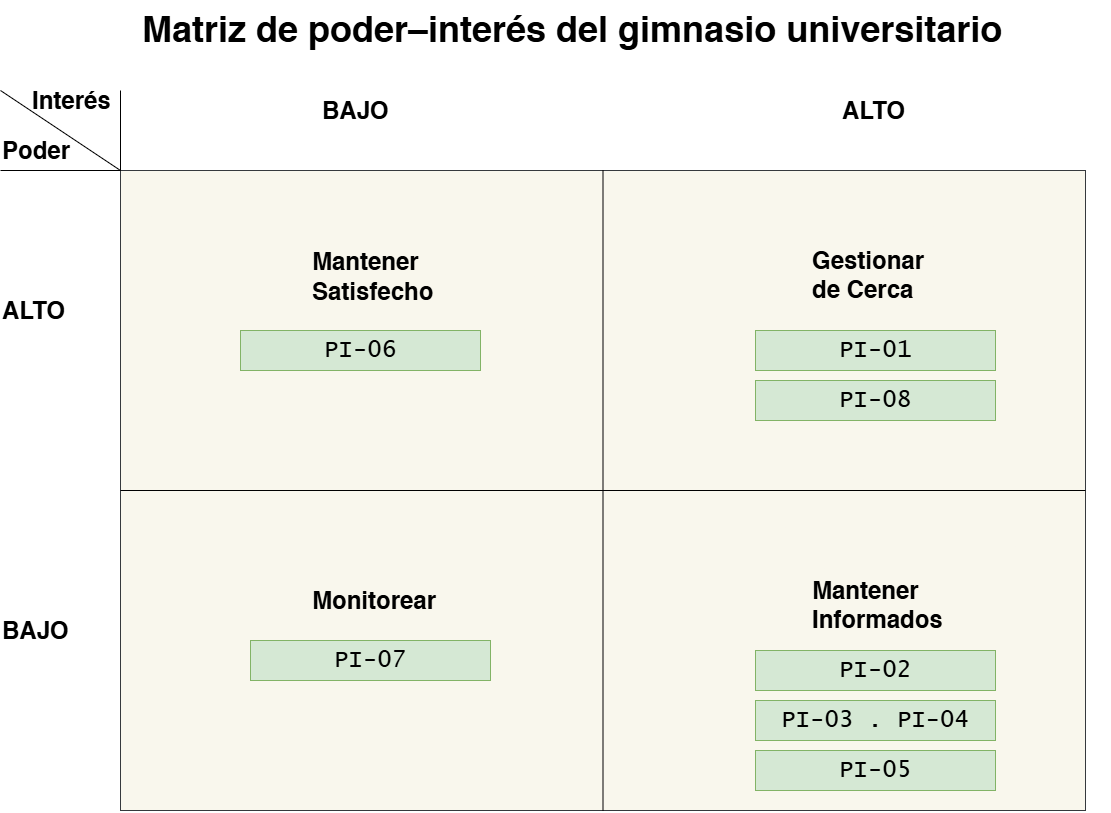 Matriz de poder–interés del gimnasio universitario
Interés
Poder
BAJO
ALTO
ALTO
Mantener
Satisfecho
PI-06
Gestionar
de Cerca
PI-01
PI-08
BAJO
Monitorear
PI-07
Mantener
Informados
PI-02
PI-03 . PI-04
PI-05